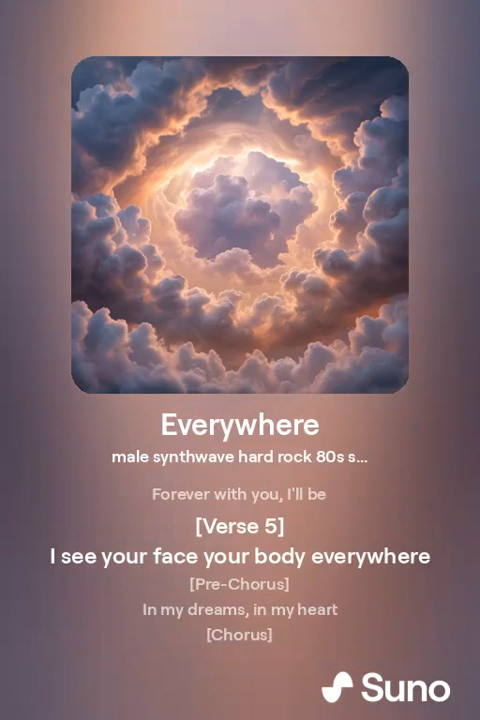 Everywhere
male synthwave hard rock 80s s...
Forever with you, I'll be
[Verse 5]
I see your face your body everywhere
[Pre-Chorus]
In my dreams, in my heart
[Chorus]
Suno